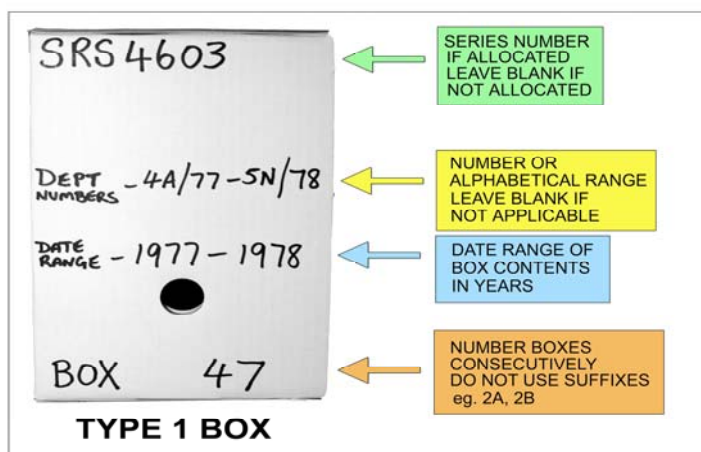 SRS 4603
SERIES NUMBER
IF ALLOCATED
LEAVE BLANK IF
NOT ALLOCATED
DEPT NUMBERS - 4A/77 - 5N/78
NUMBER OR
ALPHABETICAL RANGE
LEAVE BLANK IF
NOT APPLICABLE
DATE RANGE - 1977 - 1978
DATE RANGE OF
BOX CONTENTS
IN YEARS
BOX 47
NUMBER BOXES
CONSECUTIVELY
DO NOT USE SUFFIXES
eg. 2A, 2B
TYPE 1 BOX